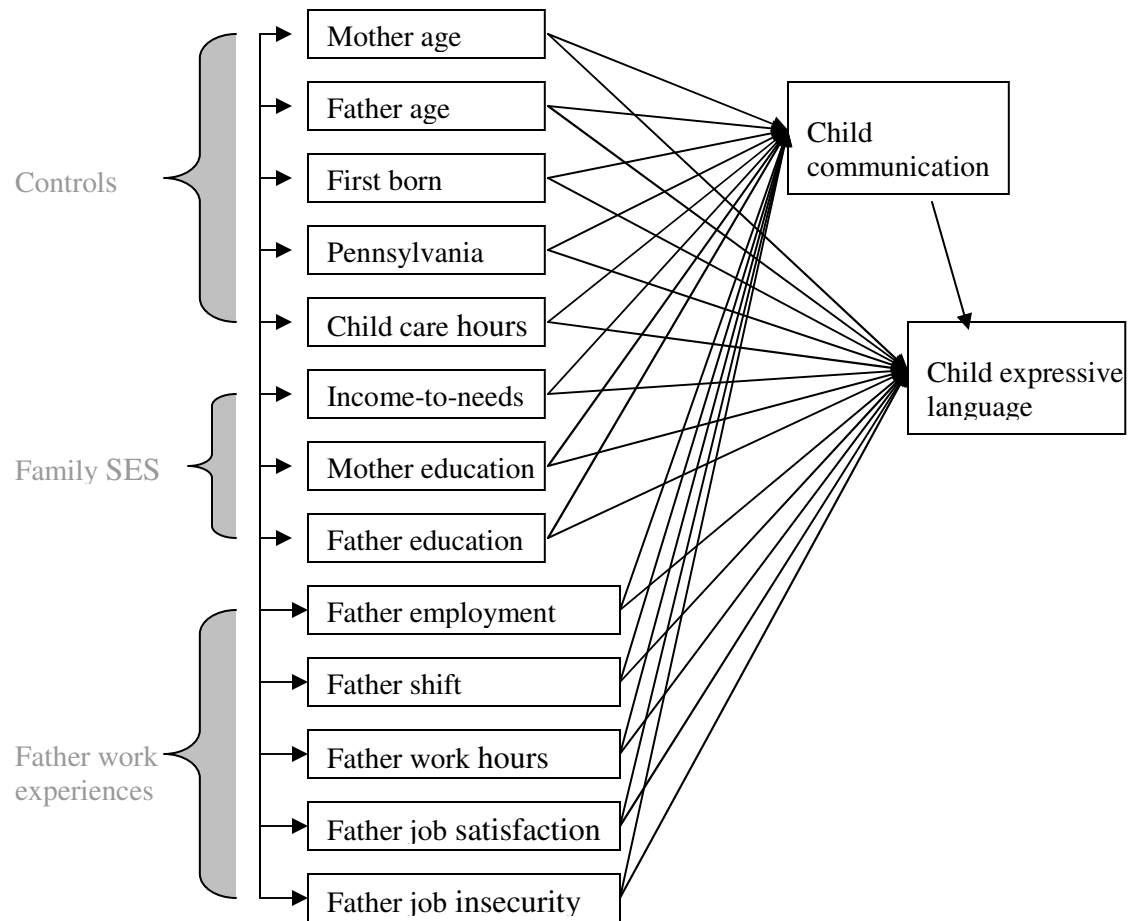 Mother age
Father age
First born
Pennsylvania
Child care hours
Controls
Income-to-needs
Mother education
Father education
Family SES
Father employment
Father shift
Father work hours
Father job satisfaction
Father job insecurity
Father work
experiences
Child
communication
Child expressive
language